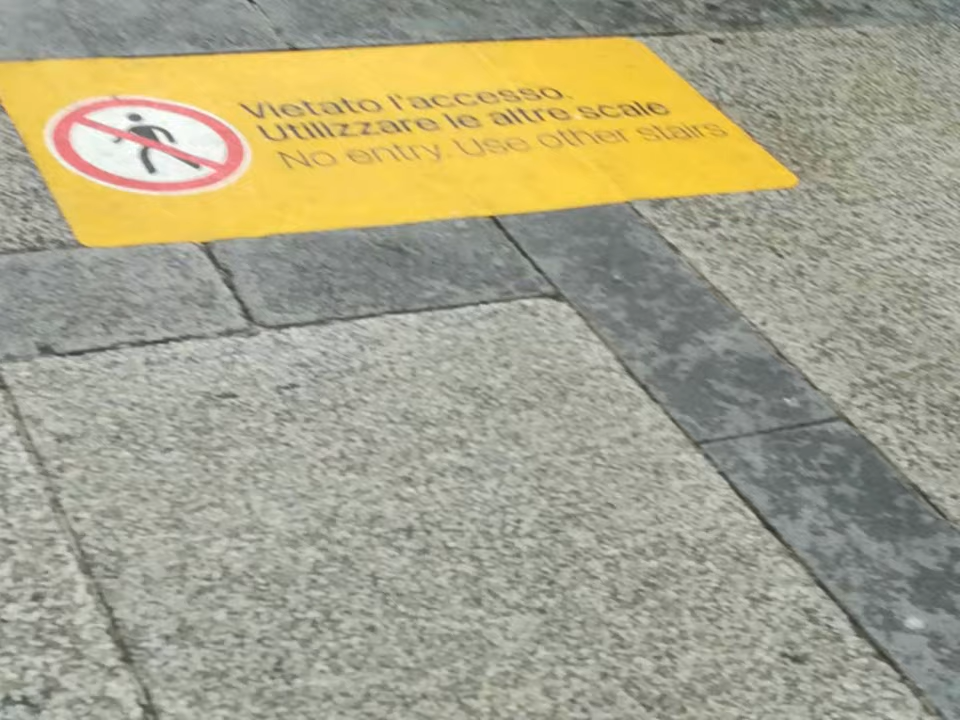 Vietato l'accesso.
Utilizzare le altre scale
No entry. Use other stairs